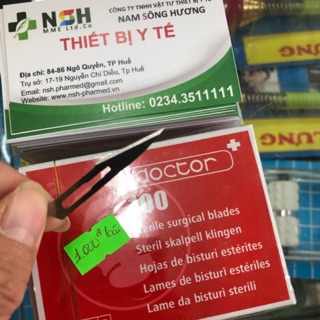 NSH
MME Ltd.Co
CÔNG TY TNHH VẬT TƯ THIẾT BỊ Y TẾ
NAM SÔNG HƯƠNG
THIẾT BỊ Y TẾ
Địa chỉ: 84-86 Ngô Quyền, TP Huế
Trụ sở: 17-19 Nguyễn Chí Diểu, Tp Huế
Email: nsh.pharmed@gmail.com
Website: www.nsh-pharmed.vn
Hotline: 0234.3511111
doctor
00
sterile surgical blades
Steril skalpell klingen
Hojas de bisturi estérites
Lames de bisturi stériles
Lame da bisturi sterili